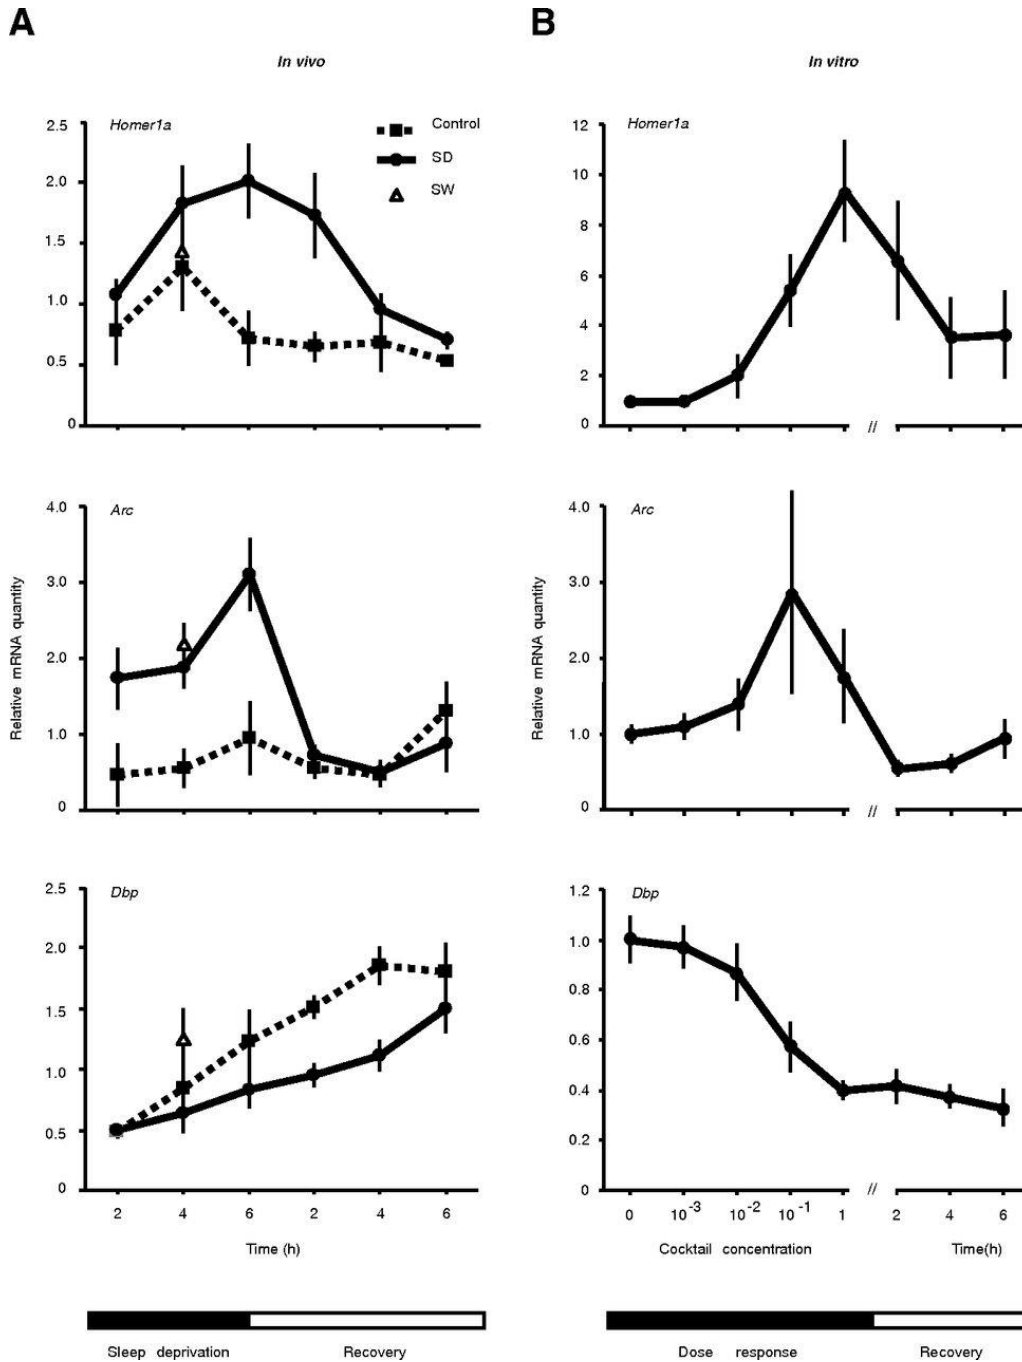 A
B
In vivo
In vitro
Homer1a
2.5
2.0
1.5
1.0
0.5
0
Control
SD
SW
Homer1a
12
10
8
6
4
2
0
//
Relative mRNA quantity
Arc
4.0
3.0
2.0
1.0
0
Relative mRNA quantity
Arc
4.0
3.0
2.0
1.0
0
//
Dbp
2.5
2.0
1.5
1.0
0.5
0
2 4 6 2 4 6
Time (h)
Dbp
1.2
1.0
0.8
0.6
0.4
0.2
0
//
0 10-3 10-2 10-1 1 2 4 6
Cocktail concentration Time(h)
Sleep deprivation Recovery
Dose response Recovery